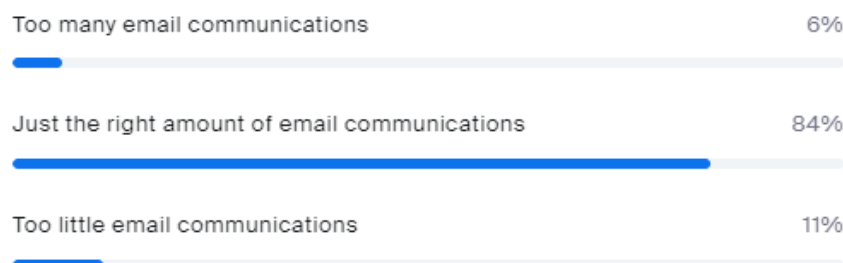 Too many email communications 6%
Just the right amount of email communications 84%
Too little email communications 11%